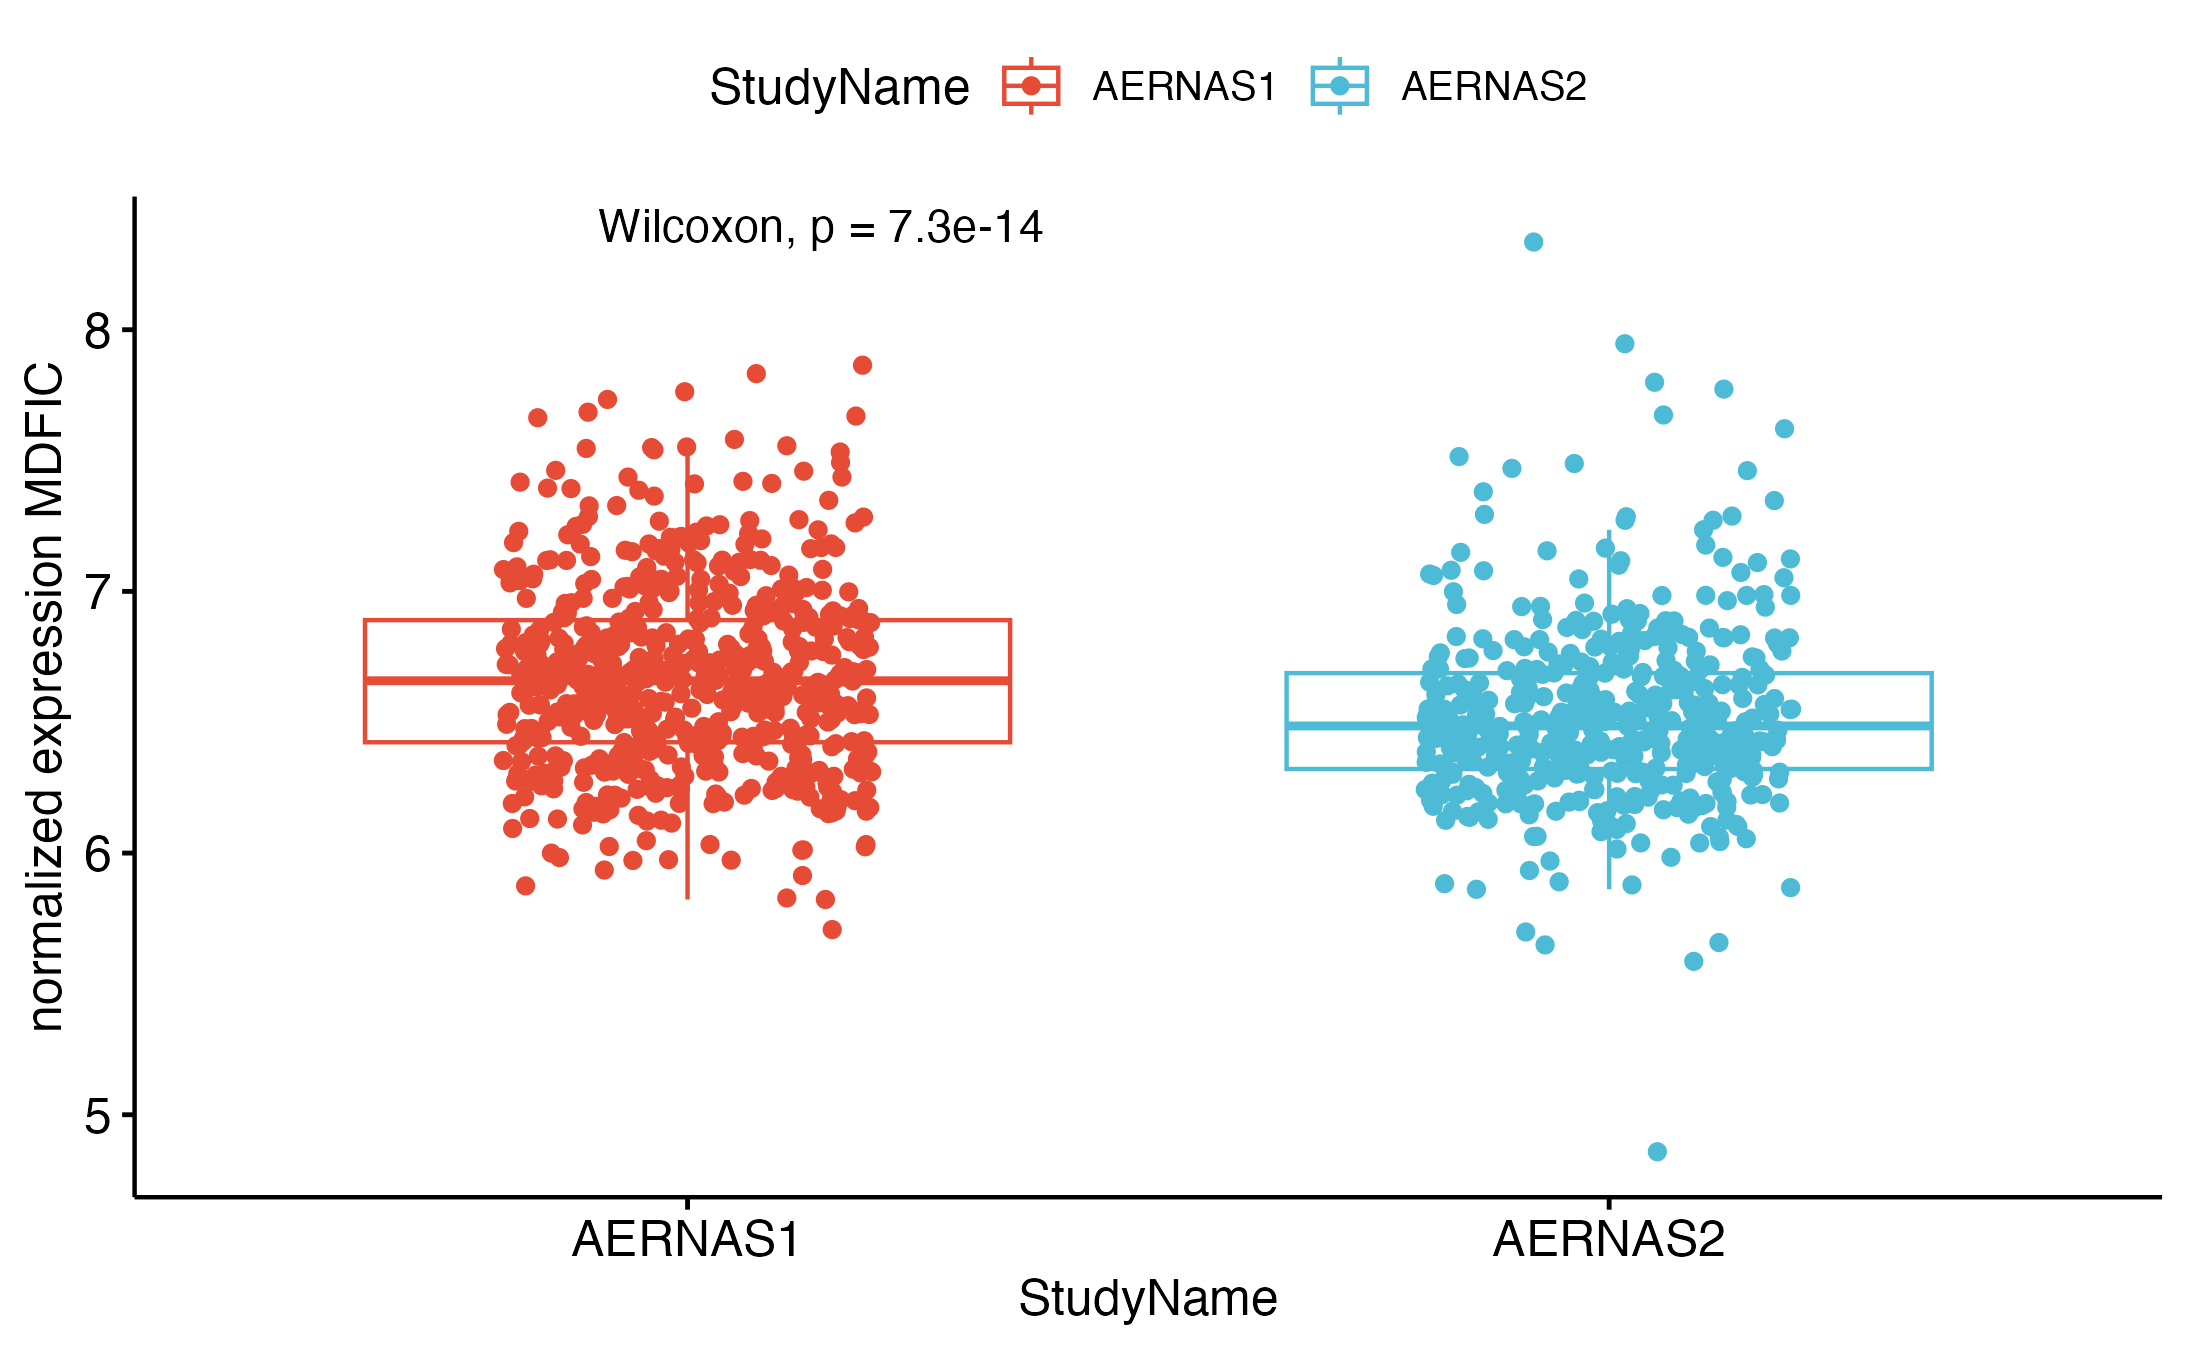 StudyName AERNAS1 AERNAS2
Wilcoxon, p = 7.3e-14
normalized expression MDFIC
8
7
6
5
AERNAS1 AERNAS2
StudyName